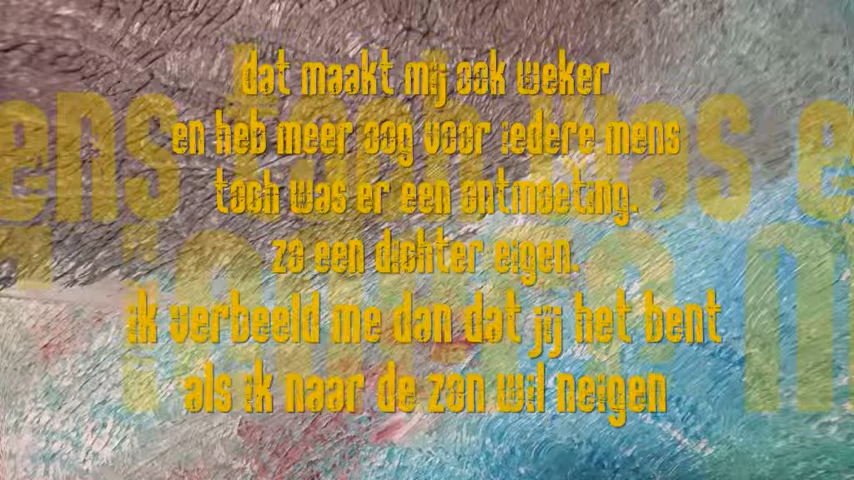 dat maakt mij ook weker
en heb meer oog voor iedere mens
toch was er een ontmoeting.
zo een dichter eigen.
ik verbeeld me dan dat jij het bent
als ik naar de zon wil neigen